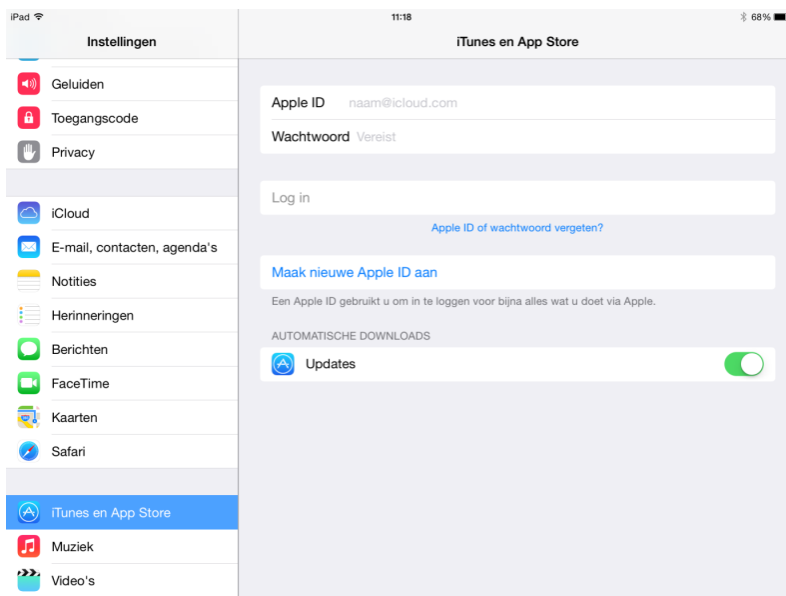 iPad 11:18 68%
Instellingen
iTunes en App Store
Geluiden
Toegangscode
Privacy
iCloud
E-mail, contacten, agenda's
Notities
Herinneringen
Berichten
FaceTime
Kaarten
Safari
iTunes en App Store
Muziek
Video's
Apple ID naam@icloud.com
Wachtwoord Vereist
Log in
Apple ID of wachtwoord vergeten?
Maak nieuwe Apple ID aan
Een Apple ID gebruikt u om in te loggen voor bijna alles wat u doet via Apple.
AUTOMATISCHE DOWNLOADS
Updates